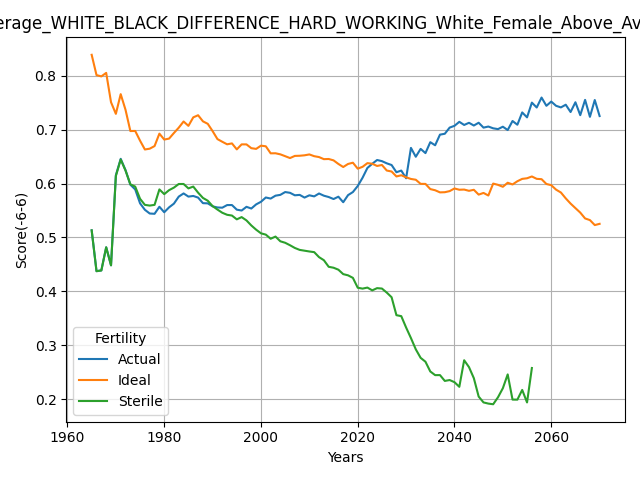 erage_WHITE_BLACK_DIFFERENCE_HARD_WORKING_White_Female_Above_Av
0.8
0.7
0.6
0.5
0.4
0.3
0.2
Score(-6-6)
Fertility
Actual
Ideal
Sterile
1960 1980 2000 2020 2040 2060
Years